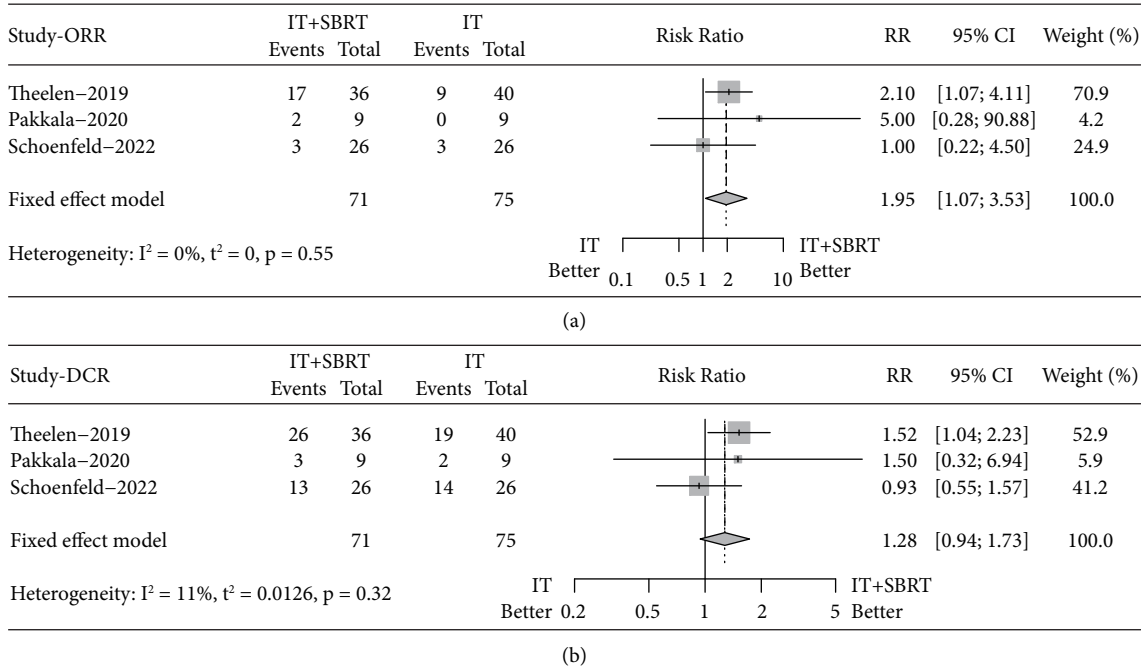 Study-ORR IT+SBRT IT Risk Ratio RR 95% CI Weight (%)
Events Total Events Total
Theelen−2019 17 36 9 40 2.10 [1.07; 4.11] 70.9
Pakkala−2020 2 9 0 9 5.00 [0.28; 90.88] 4.2
Schoenfeld−2022 3 26 3 26 1.00 [0.22; 4.50] 24.9
Fixed effect model 71 75 1.95 [1.07; 3.53] 100.0
Heterogeneity: I² = 0%, t² = 0, p = 0.55
IT Better 0.1 0.5 1 2 10 IT+SBRT Better
(a)
Study-DCR IT+SBRT IT Risk Ratio RR 95% CI Weight (%)
Events Total Events Total
Theelen−2019 26 36 19 40 1.52 [1.04; 2.23] 52.9
Pakkala−2020 3 9 2 9 1.50 [0.32; 6.94] 5.9
Schoenfeld−2022 13 26 14 26 0.93 [0.55; 1.57] 41.2
Fixed effect model 71 75 1.28 [0.94; 1.73] 100.0
Heterogeneity: I² = 11%, t² = 0.0126, p = 0.32
IT Better 0.2 0.5 1 2 5 IT+SBRT Better
(b)